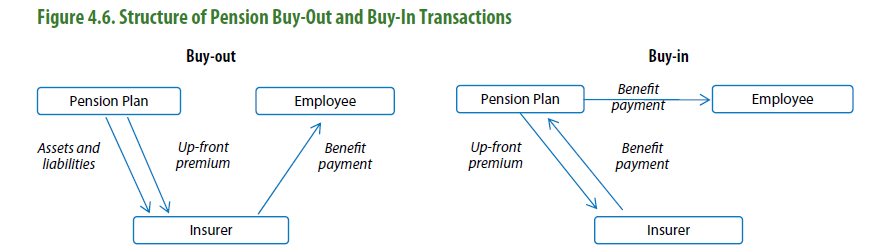 Figure 4.6. Structure of Pension Buy-Out and Buy-In Transactions
Buy-out
Pension Plan
Employee
Assets and
liabilities
Up-front
premium
Benefit
payment
Insurer
Buy-in
Pension Plan
Benefit
payment
Employee
Up-front
premium
Benefit
payment
Insurer